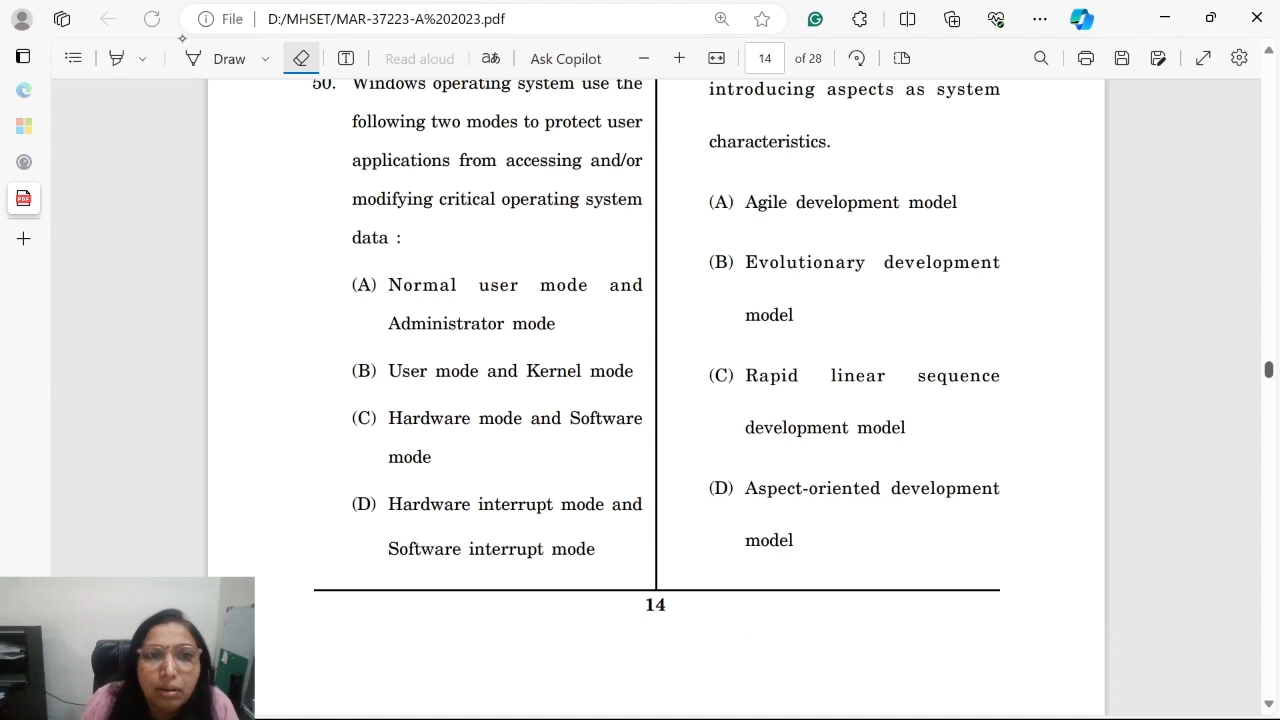 File
D:/MHSET/MAR-37223-A%202023.pdf
Draw
Read aloud
aあ
Ask Copilot
14
of 28
50. Windows operating system use the
following two modes to protect user
applications from accessing and/or
modifying critical operating system
data :
(A) Normal user mode and
Administrator mode
(B) User mode and Kernel mode
(C) Hardware mode and Software
mode
(D) Hardware interrupt mode and
Software interrupt mode
introducing aspects as system
characteristics.
(A) Agile development model
(B) Evolutionary development
model
(C) Rapid linear sequence
development model
(D) Aspect-oriented development
model
14
PDF